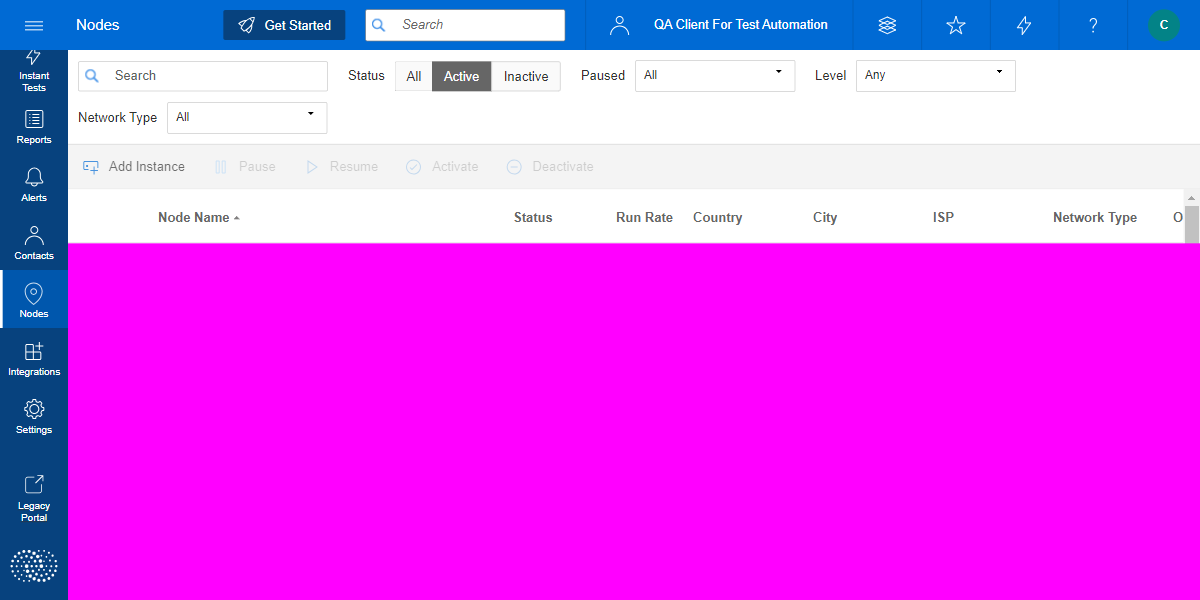 Nodes
Get Started
Search
QA Client For Test Automation
?
C
Instant
Tests
Reports
Alerts
Contacts
Nodes
Integrations
Settings
Legacy
Portal
Search
Status All Active Inactive
Paused All
Level Any
Network Type All
Add Instance Pause Resume Activate Deactivate
Node Name Status Run Rate Country City ISP Network Type